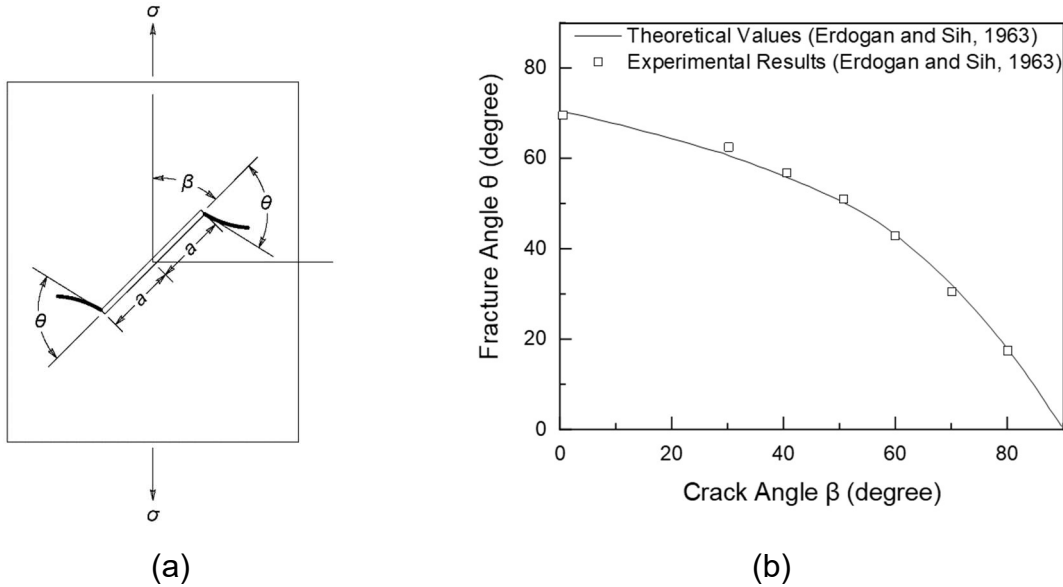 σ
β
θ
a
a
θ
σ
(a)
Theoretical Values (Erdogan and Sih, 1963)
Experimental Results (Erdogan and Sih, 1963)
Fracture Angle θ (degree)
80
60
40
20
0
0
20
40
60
80
Crack Angle β (degree)
(b)